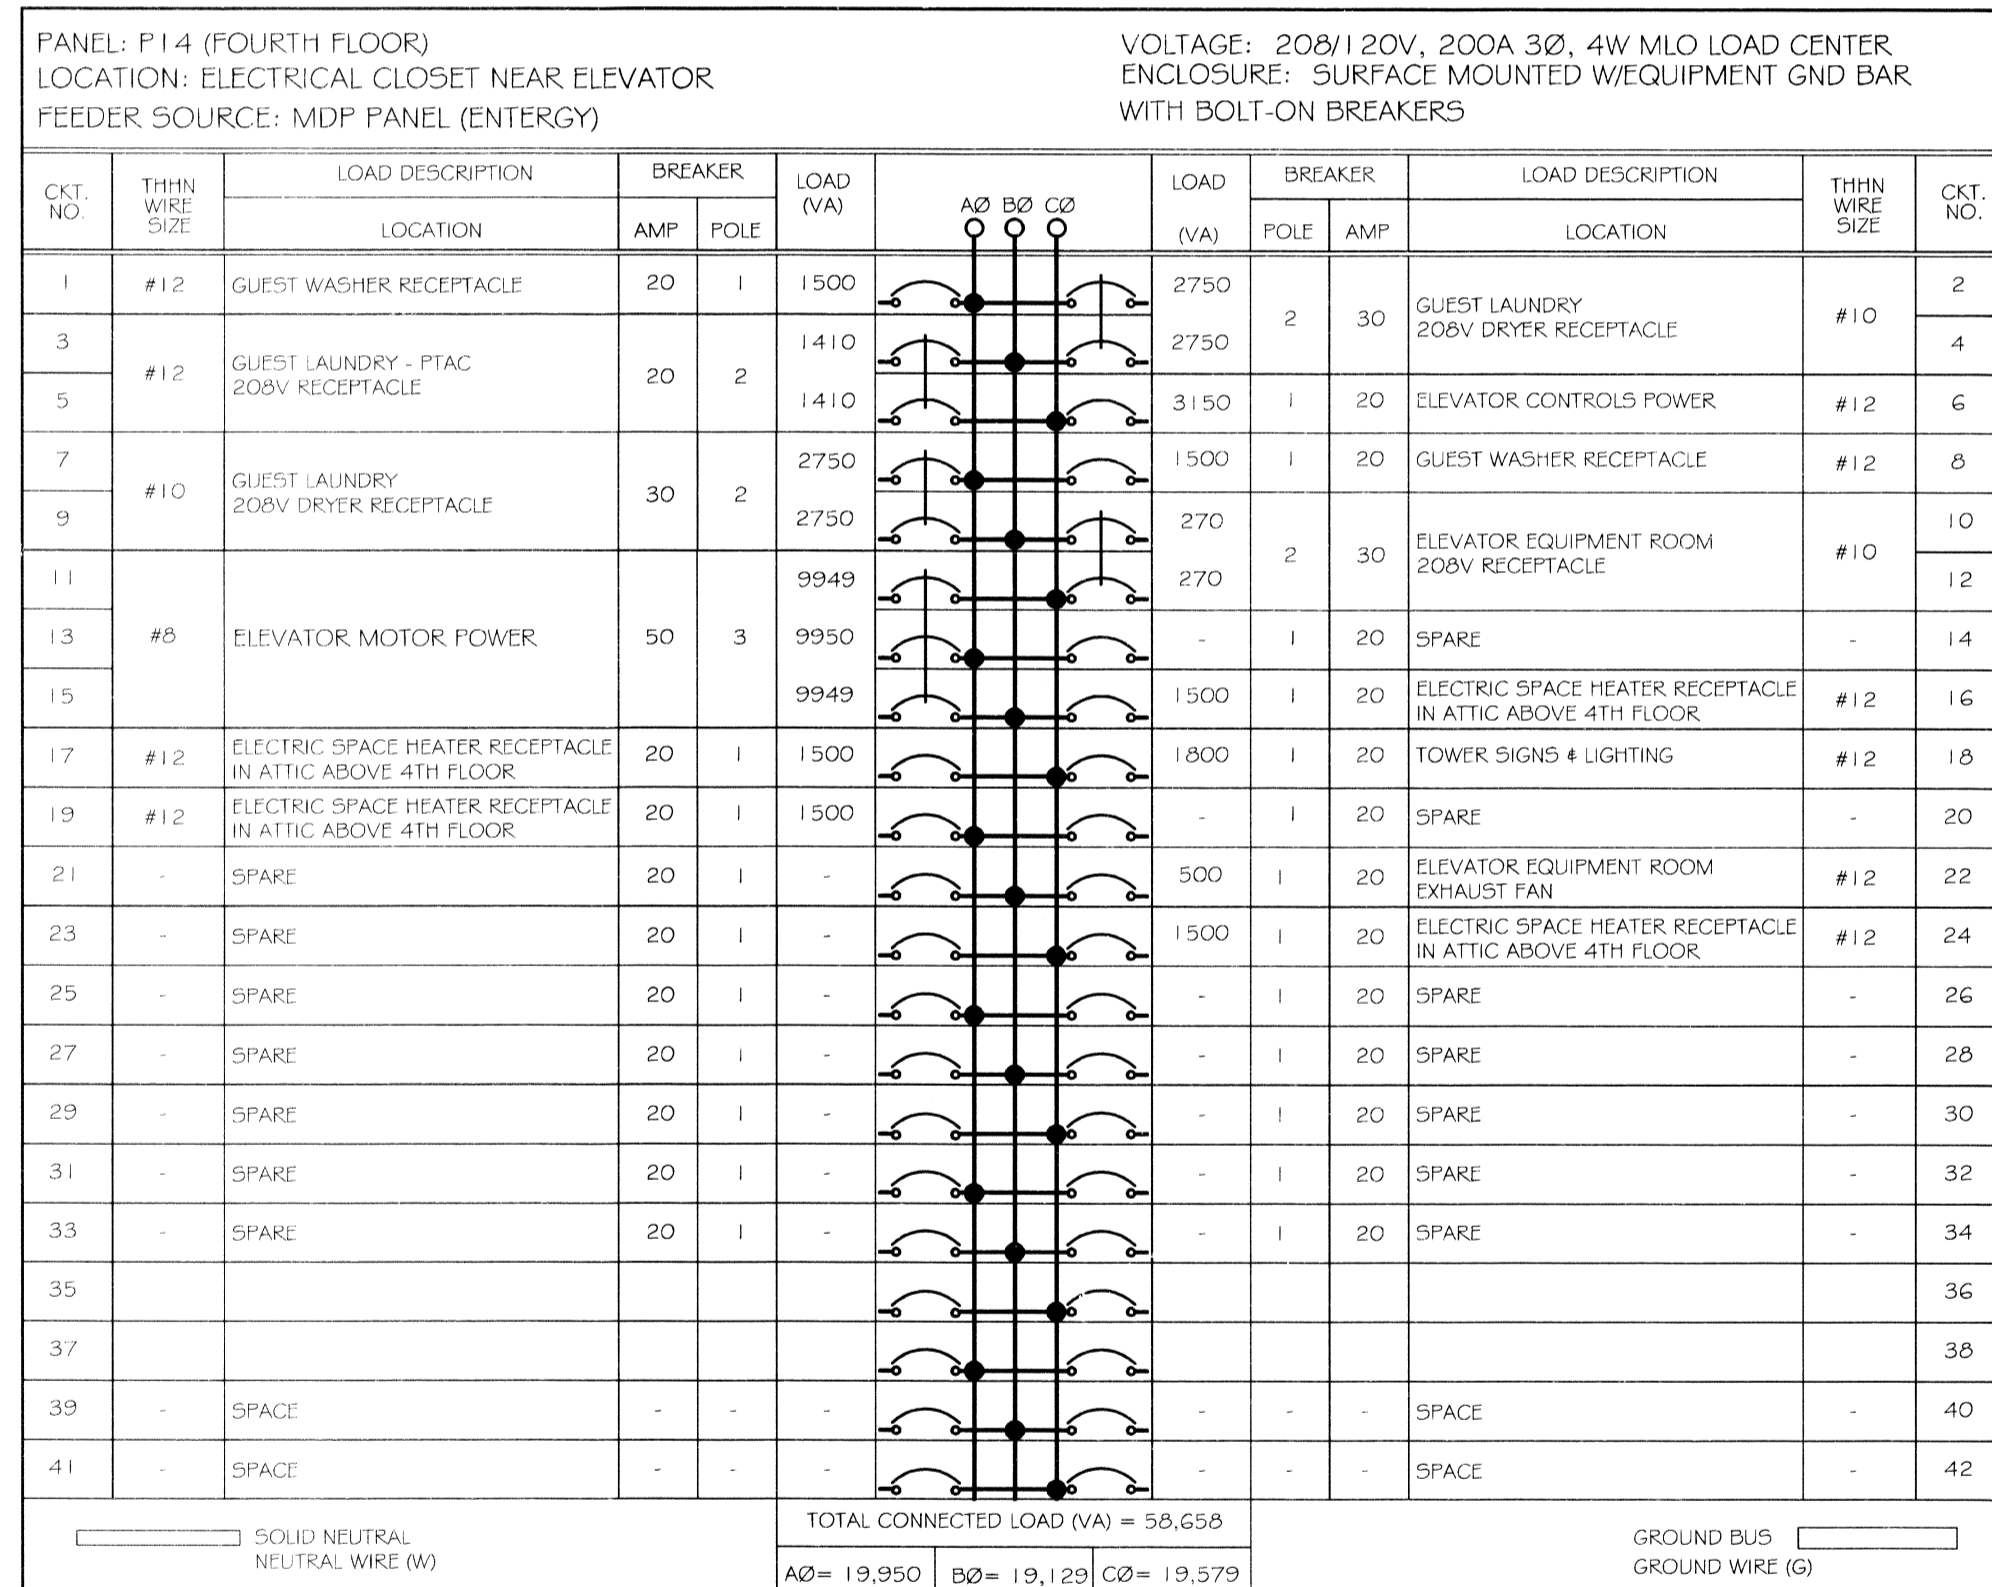 PANEL: P14 (FOURTH FLOOR)
LOCATION: ELECTRICAL CLOSET NEAR ELEVATOR
FEEDER SOURCE: MDP PANEL (ENTERGY)
VOLTAGE: 208/120V, 200A 3Ø, 4W MLO LOAD CENTER
ENCLOSURE: SURFACE MOUNTED W/EQUIPMENT GND BAR
WITH BOLT-ON BREAKERS
CKT. NO.
THHN WIRE SIZE
LOAD DESCRIPTION
LOCATION
BREAKER
AMP POLE
LOAD (VA)
AØ BØ CØ
LOAD (VA)
BREAKER
POLE AMP
LOAD DESCRIPTION
LOCATION
THHN WIRE SIZE
CKT. NO.
1 #12 GUEST WASHER RECEPTACLE 20 1 1500
2750 2
3 1410
2 30 GUEST LAUNDRY
208V DRYER RECEPTACLE #10
#12 GUEST LAUNDRY - PTAC
208V RECEPTACLE 20 2
2750 4
5 1410
3150 1 20 ELEVATOR CONTROLS POWER #12 6
7 2750
1500 1 20 GUEST WASHER RECEPTACLE #12 8
#10 GUEST LAUNDRY
208V DRYER RECEPTACLE 30 2
9 2750
270 10
2 30 ELEVATOR EQUIPMENT ROOM
208V RECEPTACLE #10
11 9949
270 12
13 #8 ELEVATOR MOTOR POWER 50 3 9950
- 1 20 SPARE - 14
15 9949
1500 1 20 ELECTRIC SPACE HEATER RECEPTACLE
IN ATTIC ABOVE 4TH FLOOR #12 16
17 #12 ELECTRIC SPACE HEATER RECEPTACLE
IN ATTIC ABOVE 4TH FLOOR 20 1 1500
1800 1 20 TOWER SIGNS & LIGHTING #12 18
19 #12 ELECTRIC SPACE HEATER RECEPTACLE
IN ATTIC ABOVE 4TH FLOOR 20 1 1500
- 1 20 SPARE - 20
21 - SPARE 20 1 -
500 1 20 ELEVATOR EQUIPMENT ROOM
EXHAUST FAN #12 22
23 - SPARE 20 1 -
1500 1 20 ELECTRIC SPACE HEATER RECEPTACLE
IN ATTIC ABOVE 4TH FLOOR #12 24
25 - SPARE 20 1 - - 1 20 SPARE - 26
27 - SPARE 20 1 - - 1 20 SPARE - 28
29 - SPARE 20 1 - - 1 20 SPARE - 30
31 - SPARE 20 1 - - 1 20 SPARE - 32
33 - SPARE 20 1 - - 1 20 SPARE - 34
35 36
37 38
39 - SPACE - - - - - - SPACE - 40
41 - SPACE - - - - - - SPACE - 42
SOLID NEUTRAL
NEUTRAL WIRE (W)
TOTAL CONNECTED LOAD (VA) = 58,658
AØ= 19,950 BØ= 19,129 CØ= 19,579
GROUND BUS
GROUND WIRE (G)